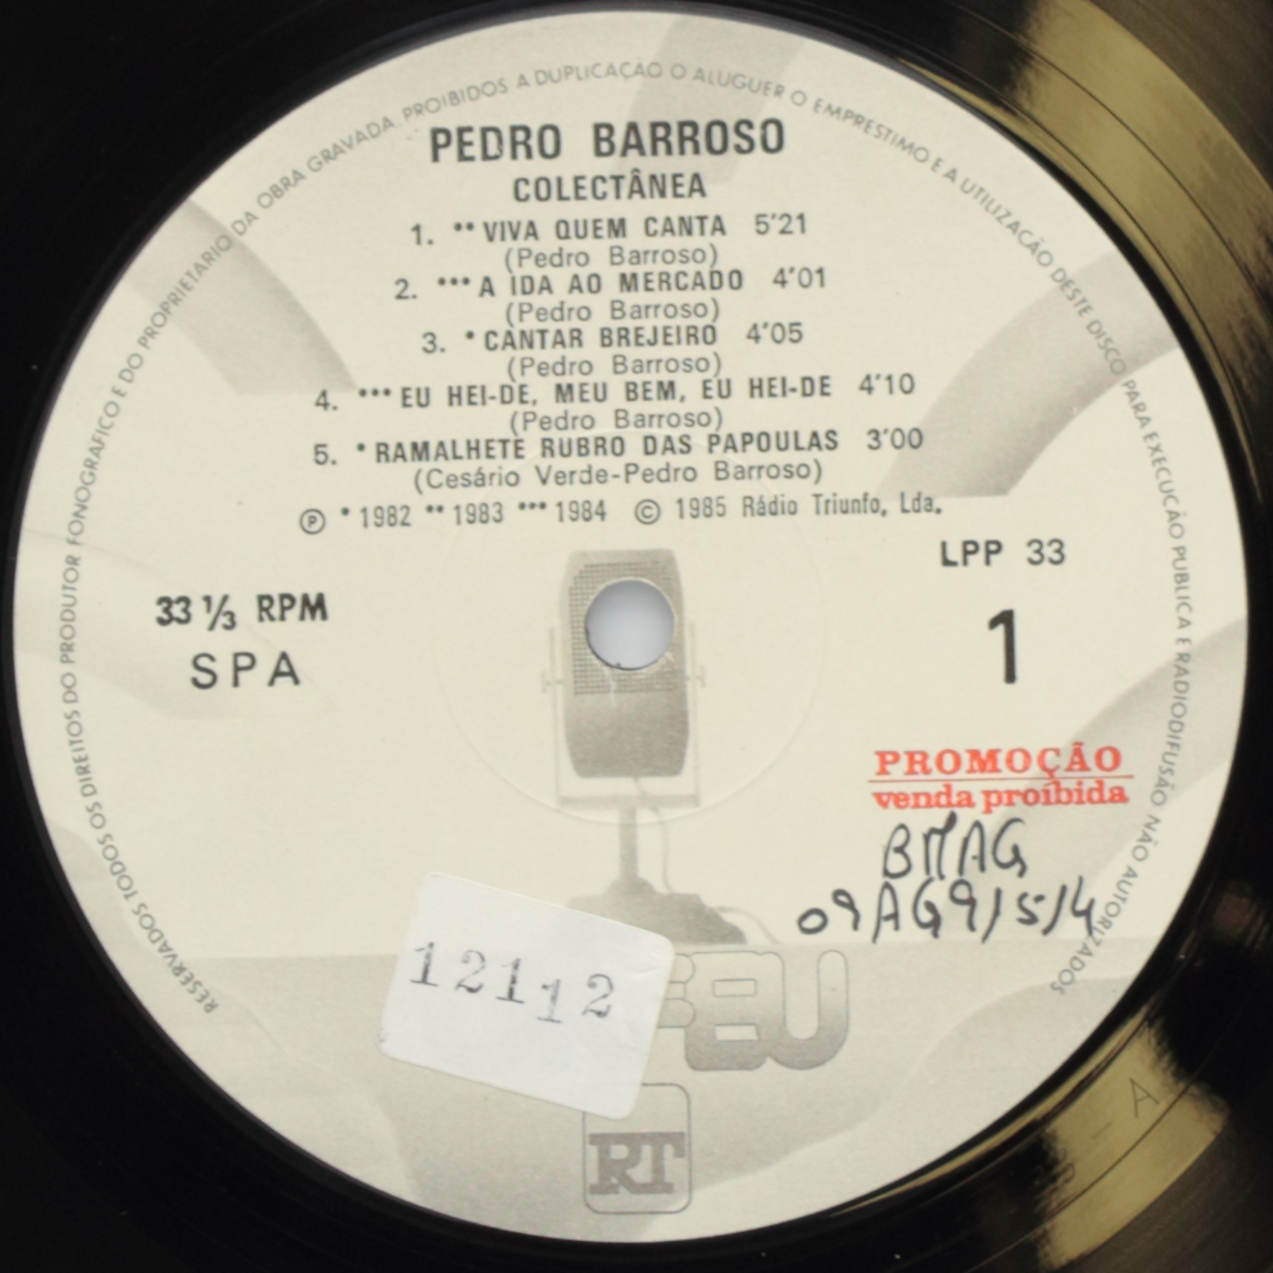 RESERVADOS TODOS OS DIREITOS DO PRODUTOR FONOGRAFICO E DO PROPRIETARIO DA OBRA GRAVADA. PROIBIDOS A DUPLICAÇÃO O ALUGUER O EMPRESTIMO E A UTILIZAÇÃO DESTE DISCO PARA EXECUÇÃO PUBLICA E RADIODIFUSÃO NÃO AUTORIZADOS
PEDRO BARROSO
COLECTÂNEA
1. ** VIVA QUEM CANTA 5'21
(Pedro Barroso)
2. *** A IDA AO MERCADO 4'01
(Pedro Barroso)
3. * CANTAR BREJEIRO 4'05
(Pedro Barroso)
4. *** EU HEI-DE, MEU BEM, EU HEI-DE 4'10
(Pedro Barroso)
5. * RAMALHETE RUBRO DAS PAPOULAS 3'00
(Cesário Verde-Pedro Barroso)
Ⓟ * 1982 ** 1983 *** 1984 © 1985 Rádio Triunfo, Lda.
LPP 33
33 1/3 RPM
1
SPA
PROMOÇÃO
venda proíbida
BMAG
09AG9/5/4
12112
RT
A